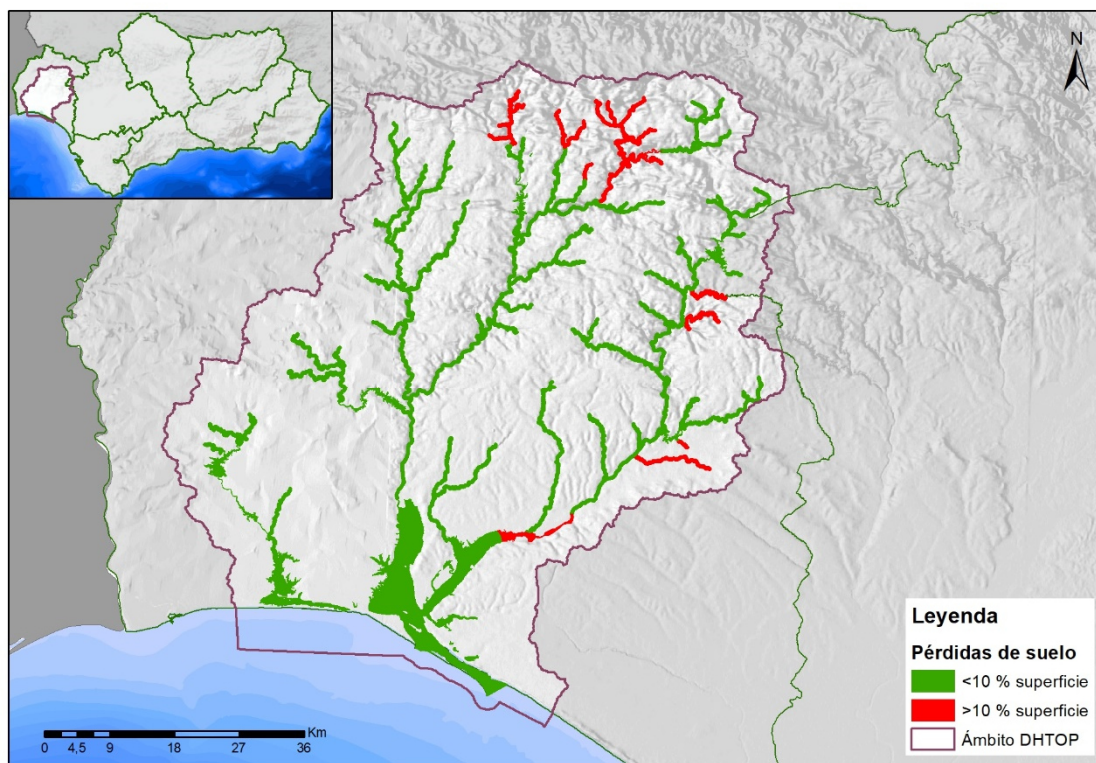 N
Leyenda
Pérdidas de suelo
<10 % superficie
>10 % superficie
Ámbito DHTOP
Km
0 4,5 9 18 27 36